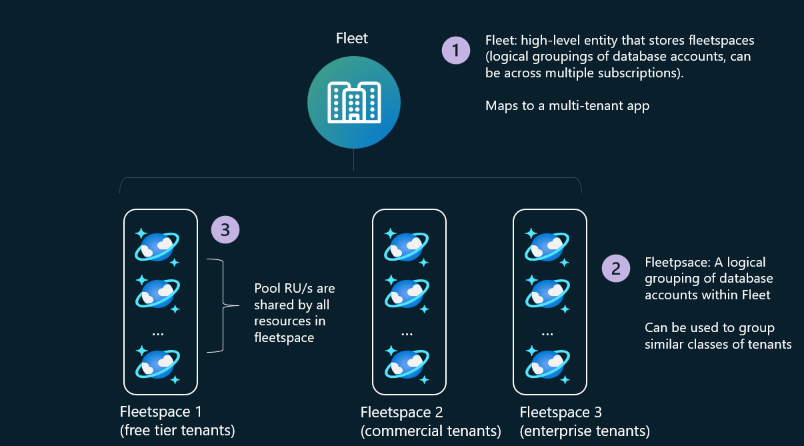 Fleet
1
Fleet: high-level entity that stores fleetspaces
(logical groupings of database accounts, can
be across multiple subscriptions).
Maps to a multi-tenant app
3
Pool RU/s are
shared by all
resources in
fleetspace
2
Fleetpsace: A logical
grouping of database
accounts within Fleet
Can be used to group
similar classes of tenants
...
...
...
Fleetspace 1
(free tier tenants)
Fleetspace 2
(commercial tenants)
Fleetspace 3
(enterprise tenants)